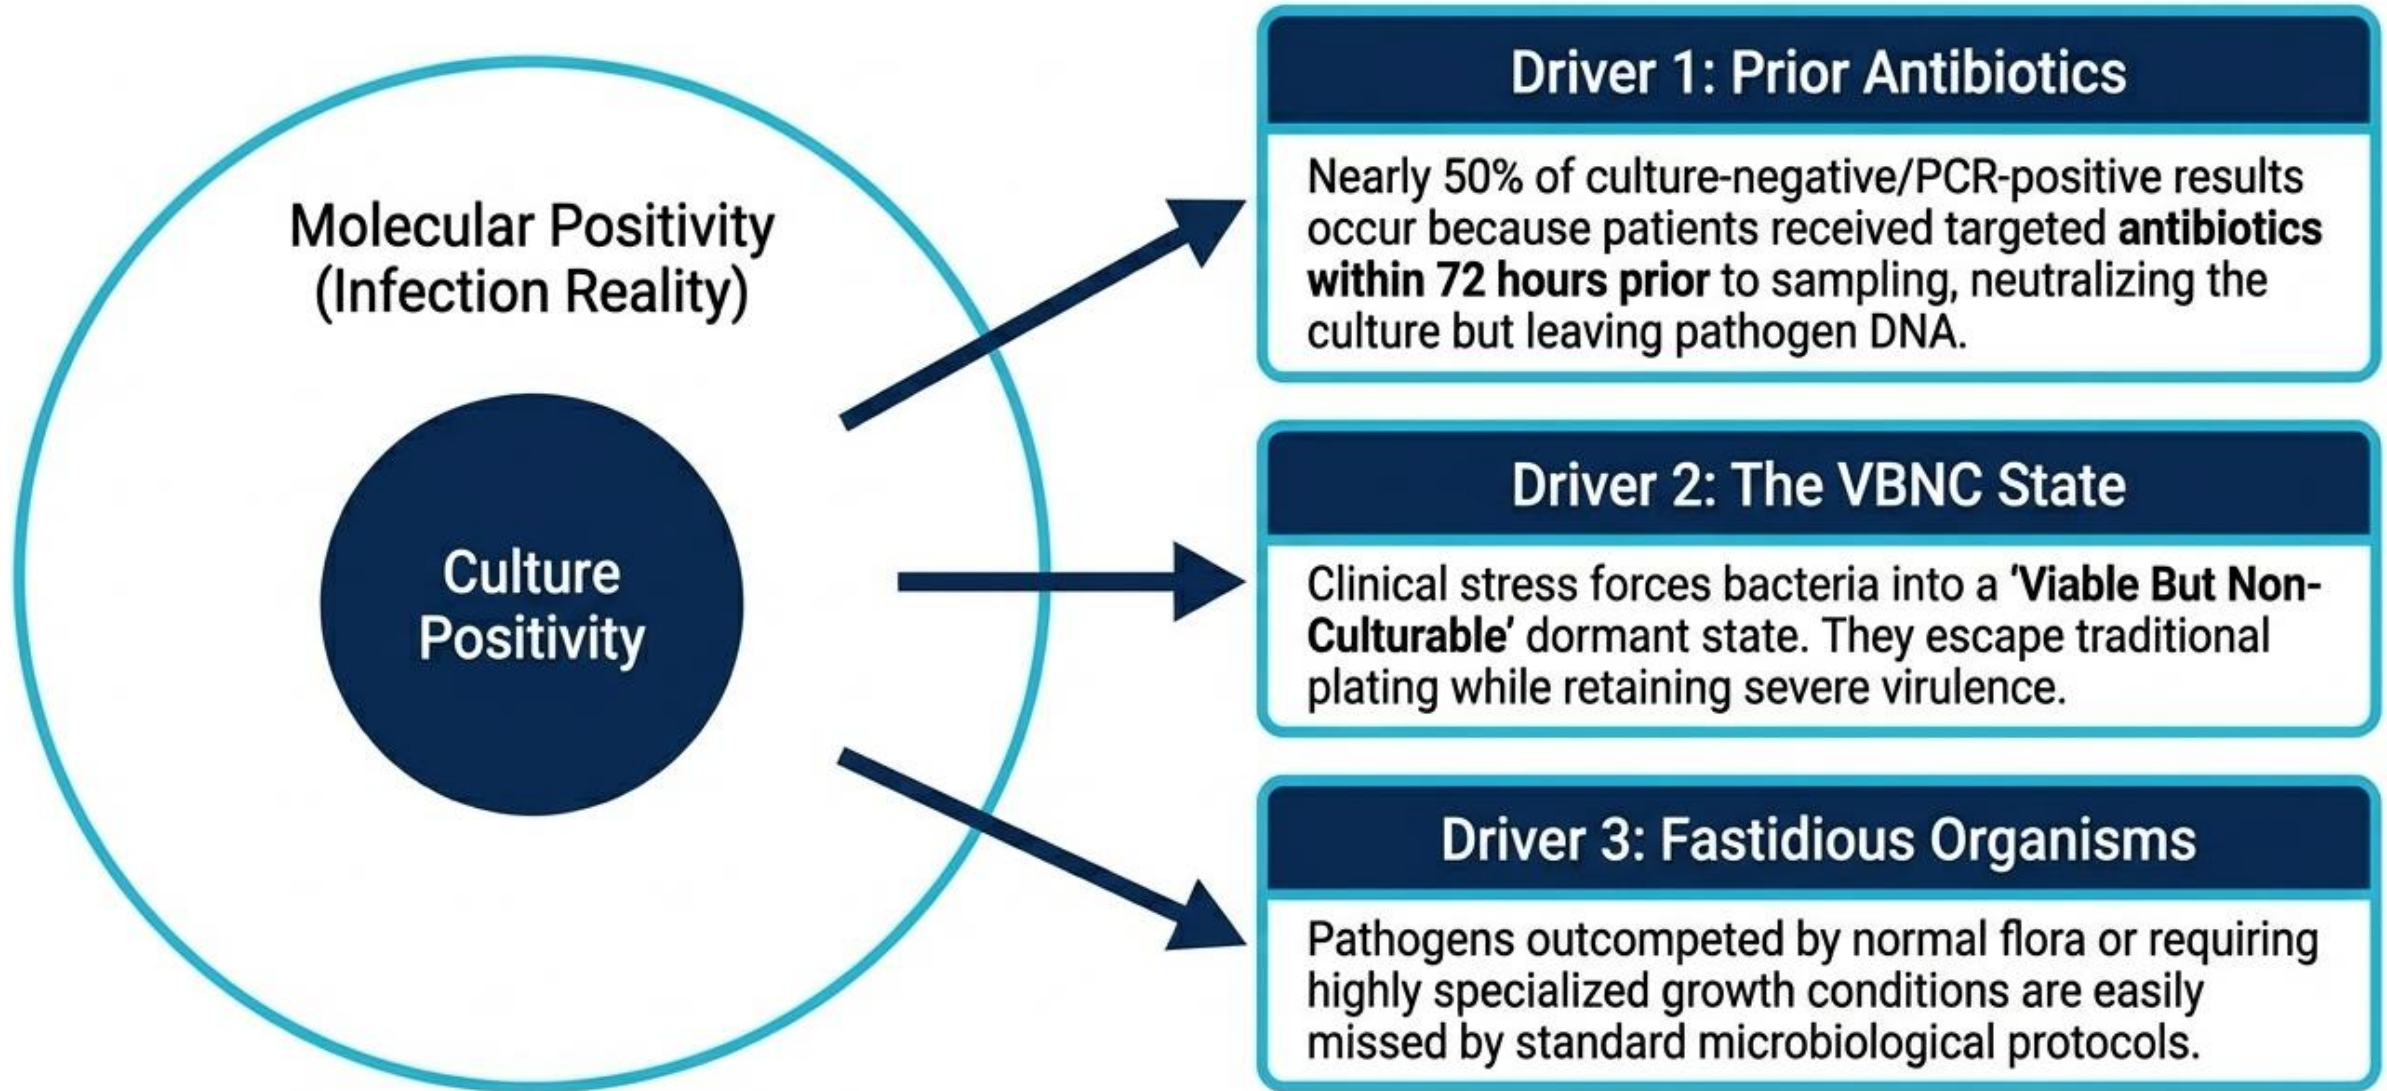 Molecular Positivity
(Infection Reality)
Culture
Positivity
Driver 1: Prior Antibiotics
Nearly 50% of culture-negative/PCR-positive results
occur because patients received targeted antibiotics
within 72 hours prior to sampling, neutralizing the
culture but leaving pathogen DNA.
Driver 2: The VBNC State
Clinical stress forces bacteria into a ‘Viable But Non-
Culturable’ dormant state. They escape traditional
plating while retaining severe virulence.
Driver 3: Fastidious Organisms
Pathogens outcompeted by normal flora or requiring
highly specialized growth conditions are easily
missed by standard microbiological protocols.